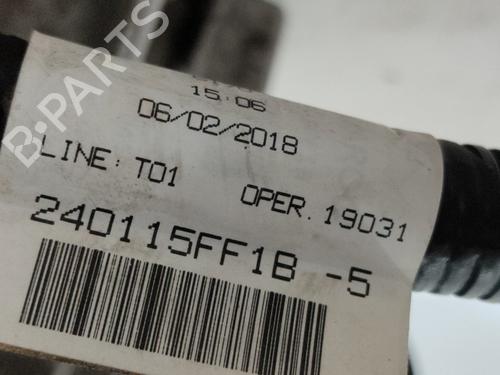 15:06
06/02/2018
LINE: T01 OPER. 19031
240115FF1B -5
B-PARTS